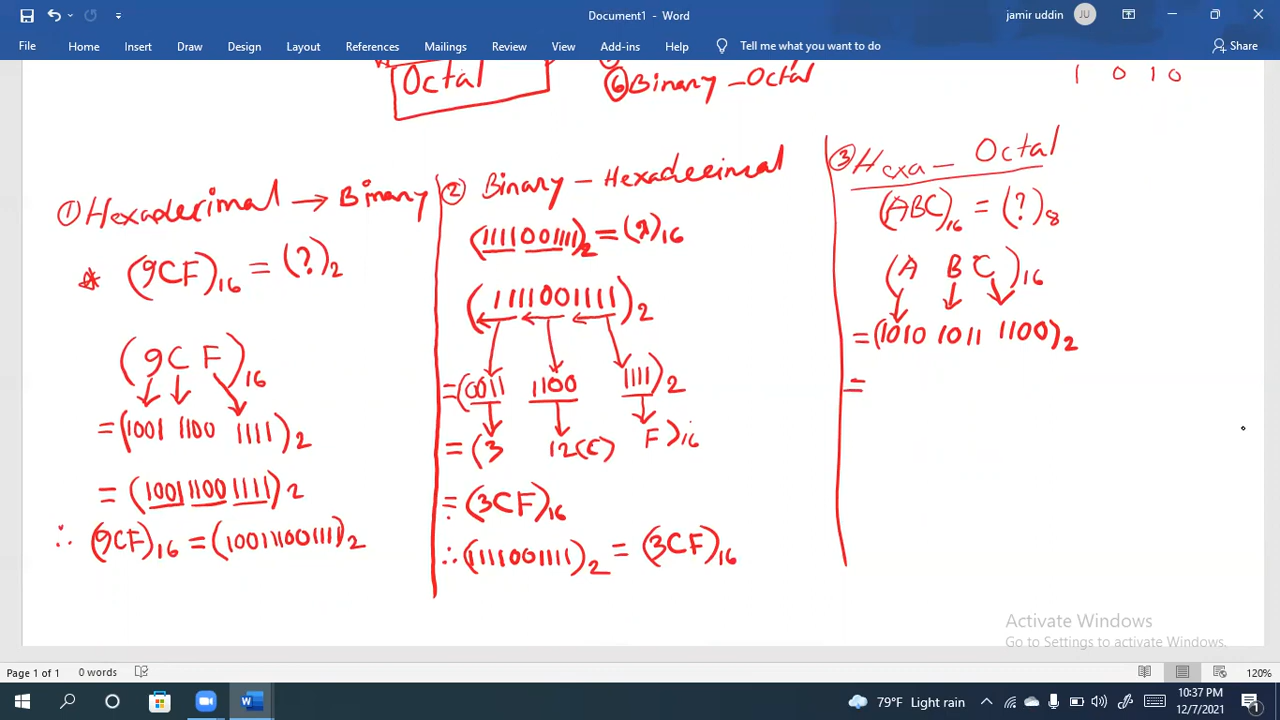 Document1 - Word
jamir uddin
JU
File Home Insert Draw Design Layout References Mailings Review View Add-ins Help Tell me what you want to do Share
Octal
⑥Binary - Octal
1 0 1 0
①Hexadecimal → Binary
(9CF)16 = (?)2
(9CF)16
=(1001 1100 1111)2
=(100111001111)2
∴ (9CF)16 = (100111001111)2
② Binary - Hexadecimal
(1111001111)2 = (?)16
(1111001111)2
=(0011 1100 1111)2
=(3 12(C) F)16
=(3CF)16
∴(1111001111)2 = (3CF)16
③Hexa - Octal
(ABC)16 = (?)8
(A B C)16
=(1010 1011 1100)2
=
Activate Windows
Go to Settings to activate Windows.
Page 1 of 1 0 words 120%
79°F Light rain
10:37 PM
12/7/2021
1